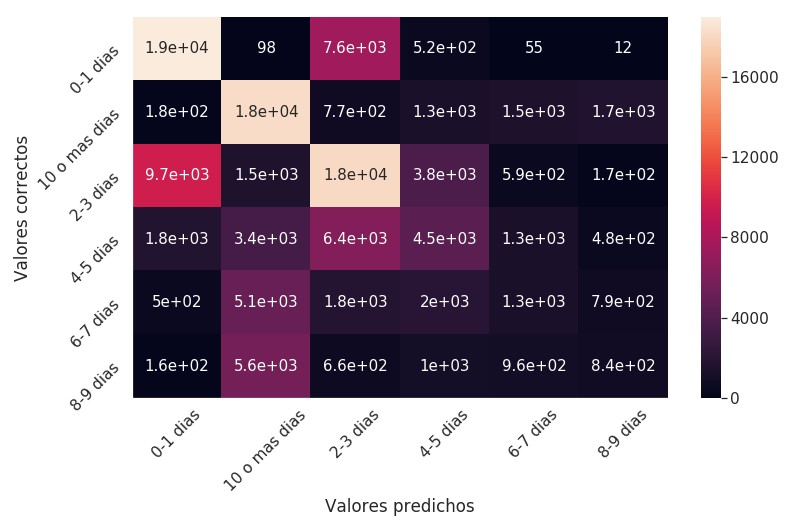 0-1 dias 1.9e+04 98 7.6e+03 5.2e+02 55 12
10 o mas dias 1.8e+02 1.8e+04 7.7e+02 1.3e+03 1.5e+03 1.7e+03
2-3 dias 9.7e+03 1.5e+03 1.8e+04 3.8e+03 5.9e+02 1.7e+02
4-5 dias 1.8e+03 3.4e+03 6.4e+03 4.5e+03 1.3e+03 4.8e+02
6-7 dias 5e+02 5.1e+03 1.8e+03 2e+03 1.3e+03 7.9e+02
8-9 dias 1.6e+02 5.6e+03 6.6e+02 1e+03 9.6e+02 8.4e+02
Valores correctos
0-1 dias 10 o mas dias 2-3 dias 4-5 dias 6-7 dias 8-9 dias
Valores predichos
16000
12000
8000
4000
0